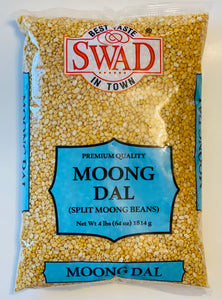 BEST TASTE
®
SWAD
IN TOWN
PREMIUM QUALITY
MOONG
DAL
(SPLIT MOONG BEANS)
Net Wt 4 lbs (64 oz) 1814 g
MOONG DAL